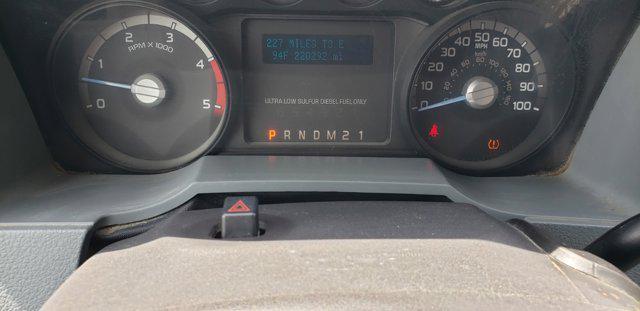 0 1 2 3 4 5
RPM X 1000
227 MILES TO E
94F 220292 mi
ULTRA LOW SULFUR DIESEL FUEL ONLY
P R N D M 2 1
0 10 20 30 40 50 60 70 80 90 100
MPH
km/h